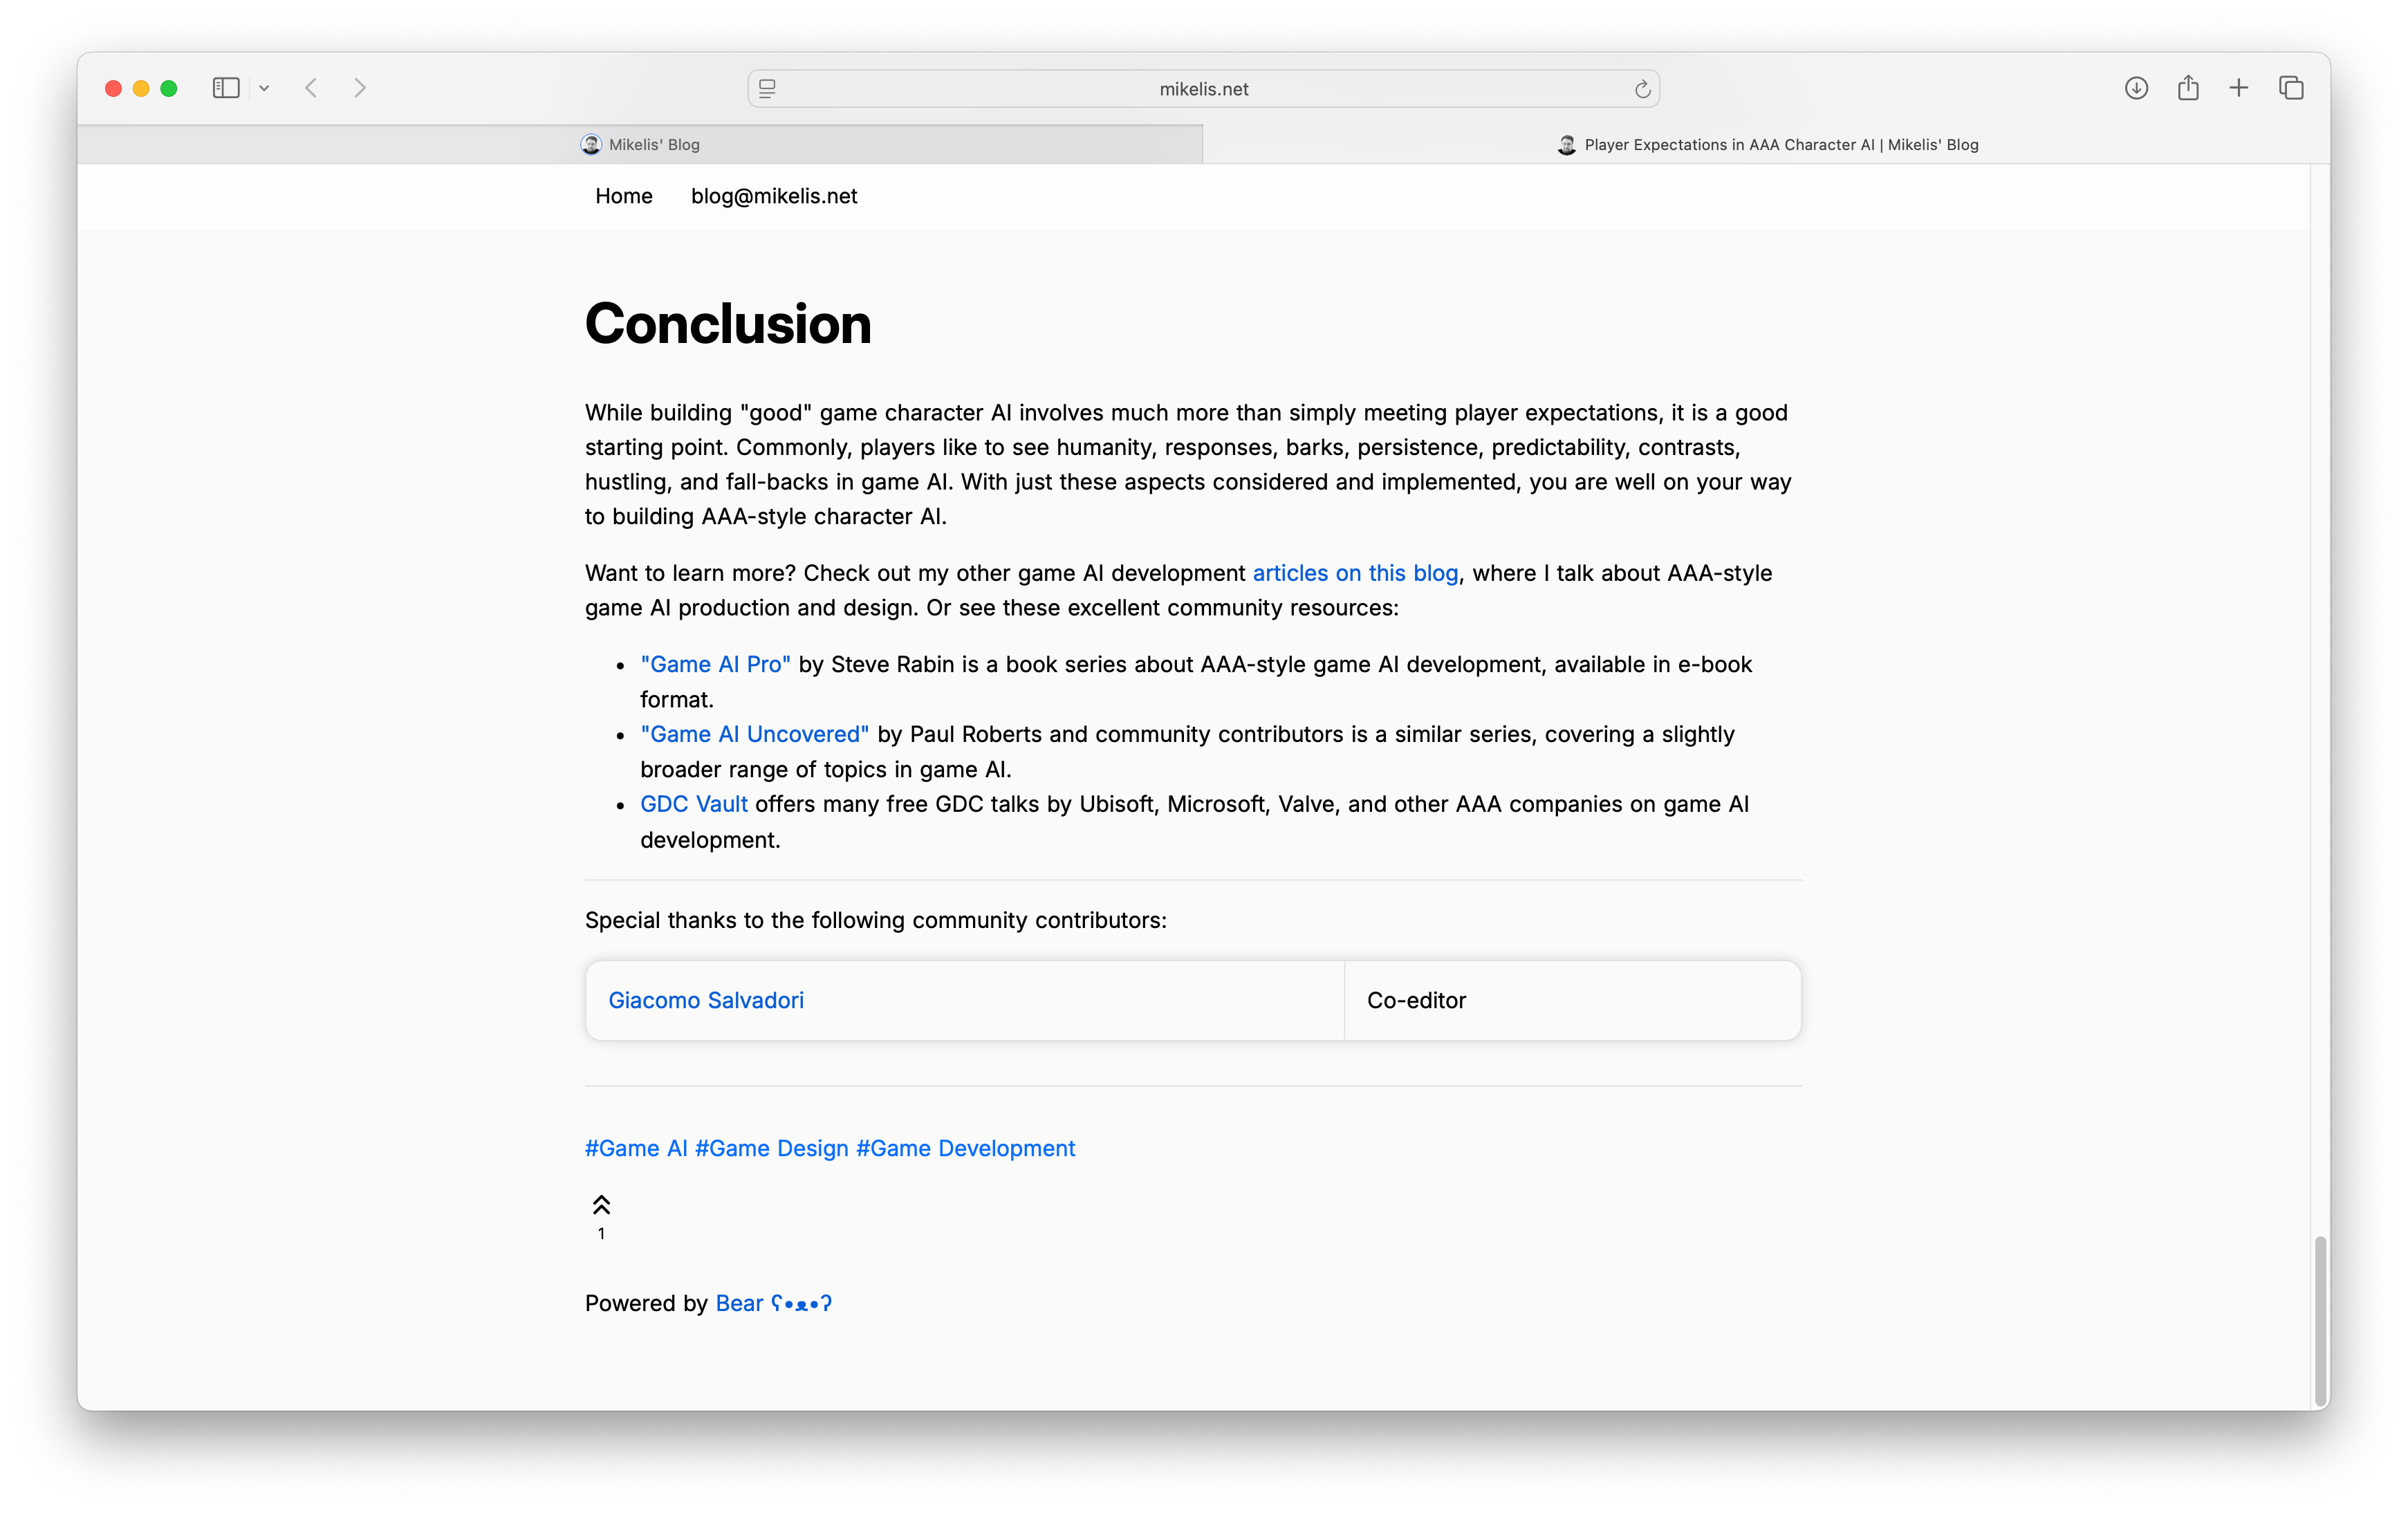 mikelis.net
Mikelis' Blog
Player Expectations in AAA Character AI | Mikelis' Blog
Home blog@mikelis.net
Conclusion
While building "good" game character AI involves much more than simply meeting player expectations, it is a good
starting point. Commonly, players like to see humanity, responses, barks, persistence, predictability, contrasts,
hustling, and fall-backs in game AI. With just these aspects considered and implemented, you are well on your way
to building AAA-style character AI.
Want to learn more? Check out my other game AI development articles on this blog, where I talk about AAA-style
game AI production and design. Or see these excellent community resources:
• "Game AI Pro" by Steve Rabin is a book series about AAA-style game AI development, available in e-book
format.
• "Game AI Uncovered" by Paul Roberts and community contributors is a similar series, covering a slightly
broader range of topics in game AI.
• GDC Vault offers many free GDC talks by Ubisoft, Microsoft, Valve, and other AAA companies on game AI
development.
Special thanks to the following community contributors:
Giacomo Salvadori Co-editor
#Game AI #Game Design #Game Development
1
Powered by Bear ʕ•ᴥ•ʔ